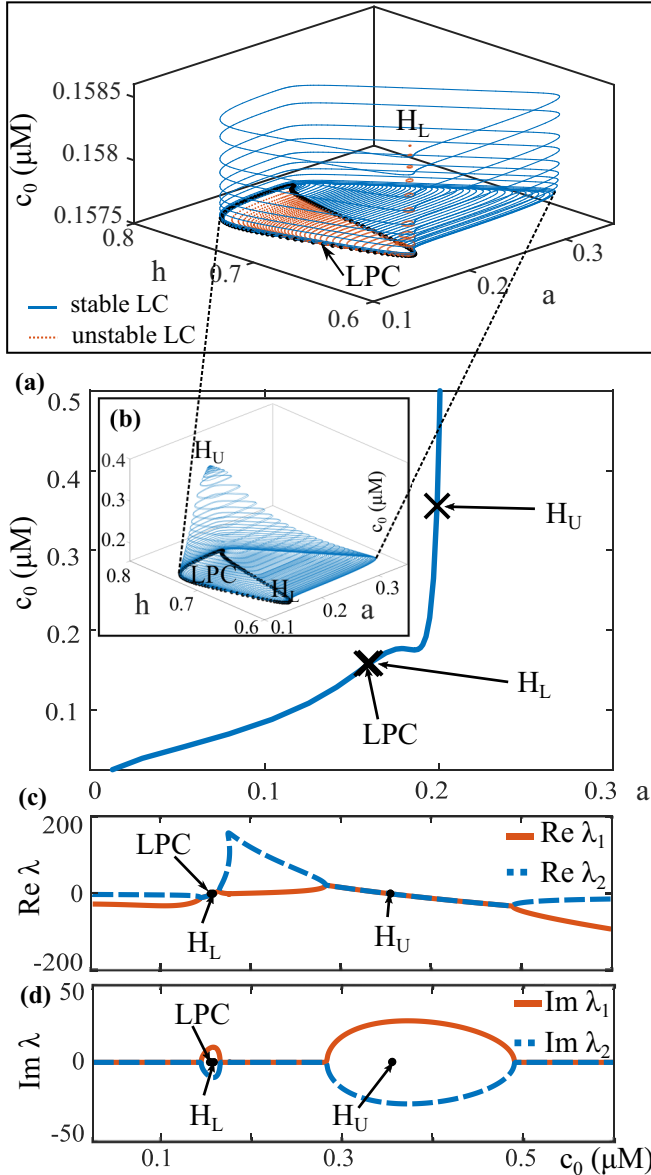 0.1585
0.158
0.1575
c₀ (μM)
H_L
0.8
h
0.7
LPC
0.6
0.1
0.2
0.3
a
stable LC
unstable LC
(a)
0.5
0.4
0.3
0.2
0.1
c₀ (μM)
(b)
0.4
0.3
0.2
H_U
c₀ (μM)
LPC
H_L
0.8
h
0.7
0.6
0.1
0.2
0.3
a
H_U
H_L
LPC
0
0.1
0.2
0.3
a
(c)
200
0
-200
Re λ
LPC
H_L
H_U
Re λ₁
Re λ₂
(d)
50
0
-50
Im λ
LPC
H_L
H_U
Im λ₁
Im λ₂
0.1
0.3
0.5
c₀ (μM)